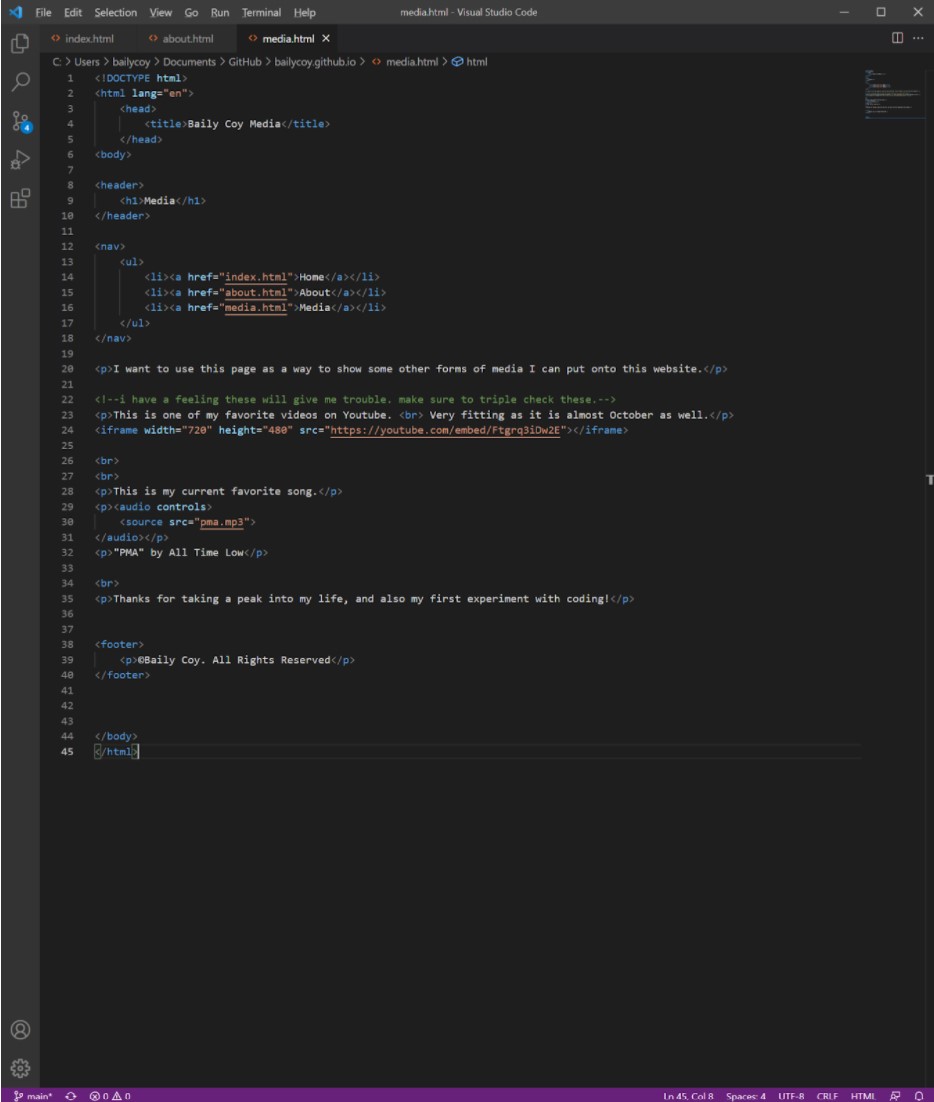 File Edit Selection View Go Run Terminal Help media.html - Visual Studio Code
index.html about.html media.html
C: > Users > bailycoy > Documents > GitHub > bailycoy.github.io > media.html > html
4
1 <!DOCTYPE html>
2 <html lang="en">
3 <head>
4 <title>Baily Coy Media</title>
5 </head>
6 <body>
7
8 <header>
9 <h1>Media</h1>
10 </header>
11
12 <nav>
13 <ul>
14 <li><a href="index.html">Home</a></li>
15 <li><a href="about.html">About</a></li>
16 <li><a href="media.html">Media</a></li>
17 </ul>
18 </nav>
19
20 <p>I want to use this page as a way to show some other forms of media I can put onto this website.</p>
21
22 <!--i have a feeling these will give me trouble. make sure to triple check these.-->
23 <p>This is one of my favorite videos on Youtube. <br> Very fitting as it is almost October as well.</p>
24 <iframe width="720" height="480" src="https://youtube.com/embed/Ftgrq3iDw2E"></iframe>
25
26 <br>
27 <br>
28 <p>This is my current favorite song.</p>
29 <p><audio controls>
30 <source src="pma.mp3">
31 </audio></p>
32 <p>"PMA" by All Time Low</p>
33
34 <br>
35 <p>Thanks for taking a peak into my life, and also my first experiment with coding!</p>
36
37
38 <footer>
39 <p>©Baily Coy. All Rights Reserved</p>
40 </footer>
41
42
43
44 </body>
45 </html>
main* 0 0 Ln 45, Col 8 Spaces: 4 UTF-8 CRLF HTML